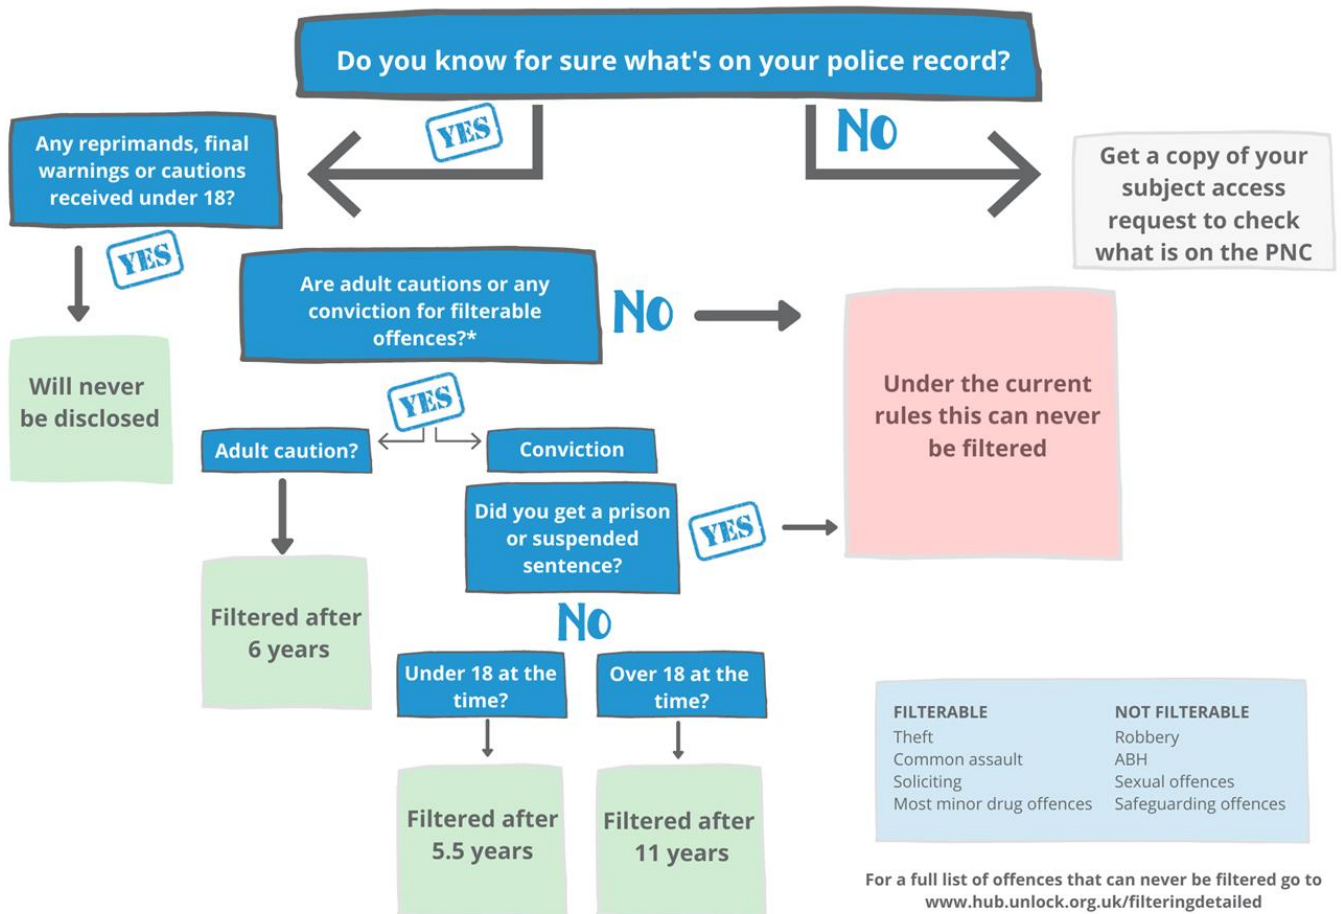 Do you know for sure what's on your police record?
YES
NO
Any reprimands, final
warnings or cautions
received under 18?
Get a copy of your
subject access
request to check
what is on the PNC
YES
Are adult cautions or any
conviction for filterable
offences?*
NO
Will never
be disclosed
Under the current
rules this can never
be filtered
YES
Adult caution?
Conviction
Did you get a prison
or suspended
sentence?
YES
Filtered after
6 years
NO
Under 18 at the
time?
Over 18 at the
time?
Filtered after
5.5 years
Filtered after
11 years
FILTERABLE
Theft
Common assault
Soliciting
Most minor drug offences
NOT FILTERABLE
Robbery
ABH
Sexual offences
Safeguarding offences
For a full list of offences that can never be filtered go to
www.hub.unlock.org.uk/filteringdetailed